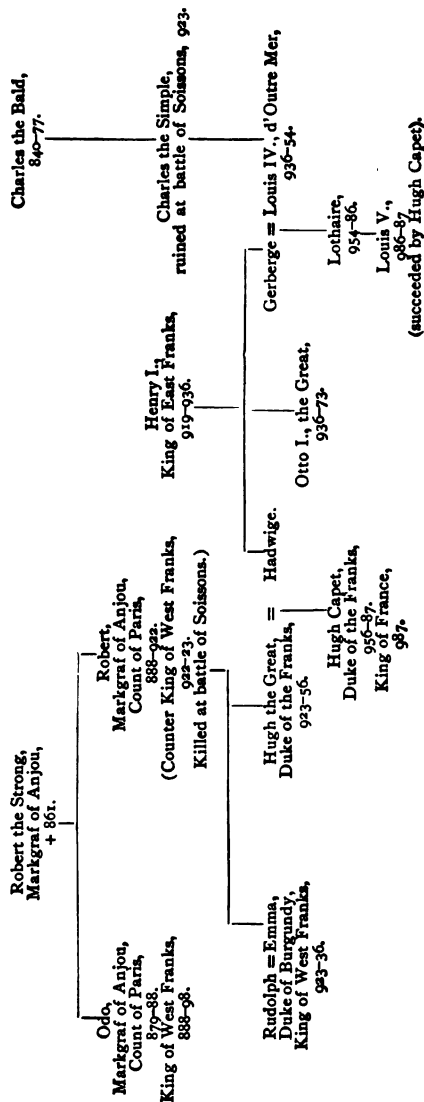 Robert the Strong,
Markgraf of Anjou,
+ 861.
Odo,
Markgraf of Anjou,
Count of Paris,
879-88.
King of West Franks,
888-98.
Robert,
Markgraf of Anjou,
Count of Paris,
888-922.
(Counter King of West Franks,
922-23.
Killed at battle of Soissons.)
Henry I.,
King of East Franks,
919-936.
Charles the Bald,
840-77.
Charles the Simple,
ruined at battle of Soissons, 923.
Rudolph = Emma,
Duke of Burgundy,
King of West Franks,
923-36.
Hugh the Great, = Hadwige.
Duke of the Franks,
923-56.
Otto I., the Great,
936-73.
Gerberge = Louis IV., d'Outre Mer,
936-54.
Hugh Capet,
Duke of the Franks,
956-87.
King of France,
987.
Lothaire,
954-86.
Louis V.,
986-87
(succeeded by Hugh Capet).